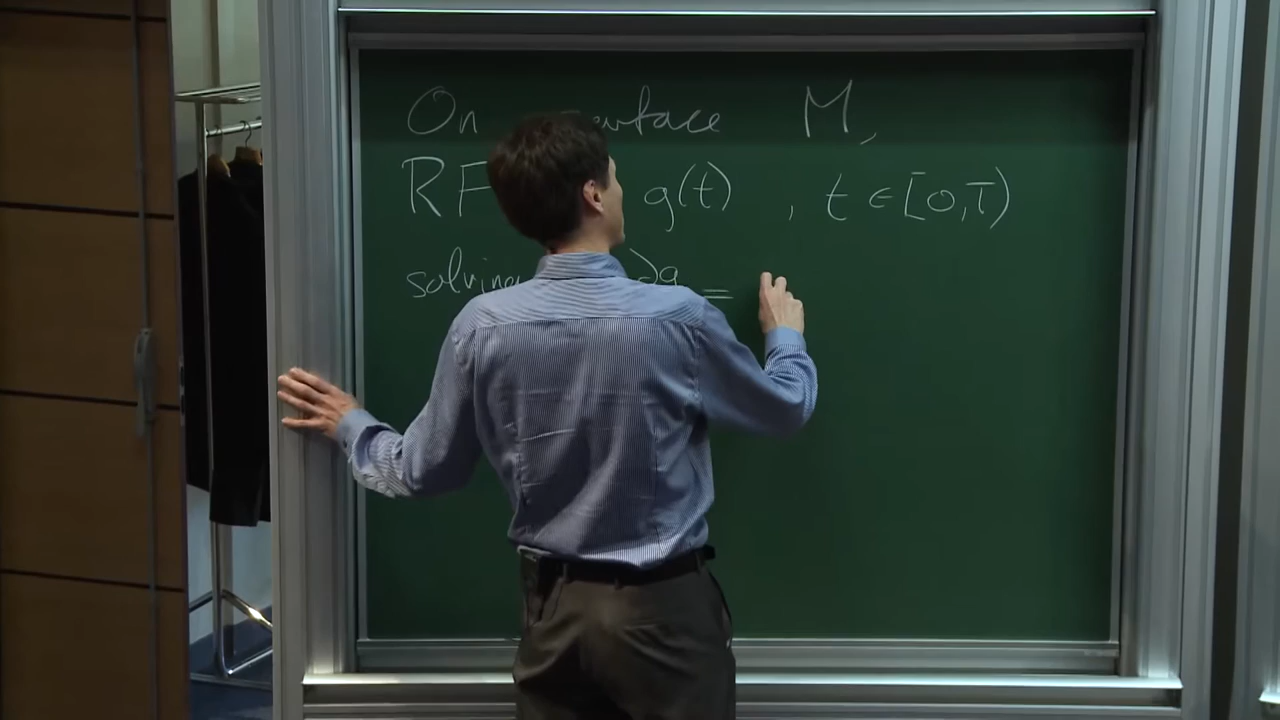 On surface M,
RF g(t) , t ∈ [0,T)
solving ∂g =